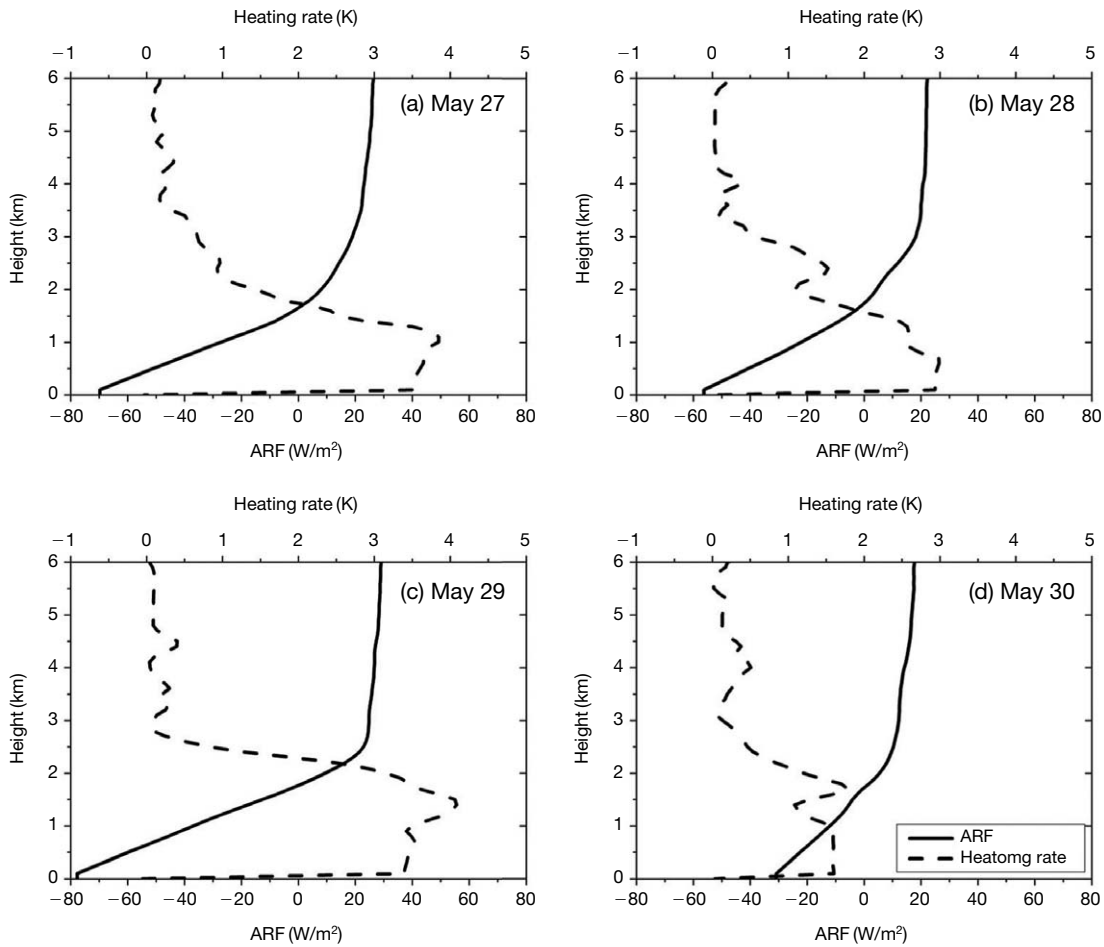 Heating rate (K)
−1 0 1 2 3 4 5
6
5
4
3
2
1
0
Height (km)
(a) May 27
−80 −60 −40 −20 0 20 40 60 80
ARF (W/m²)
Heating rate (K)
−1 0 1 2 3 4 5
6
5
4
3
2
1
0
Height (km)
(b) May 28
−80 −60 −40 −20 0 20 40 60 80
ARF (W/m²)
Heating rate (K)
−1 0 1 2 3 4 5
6
5
4
3
2
1
0
Height (km)
(c) May 29
−80 −60 −40 −20 0 20 40 60 80
ARF (W/m²)
Heating rate (K)
−1 0 1 2 3 4 5
6
5
4
3
2
1
0
Height (km)
(d) May 30
ARF
Heatomg rate
−80 −60 −40 −20 0 20 40 60 80
ARF (W/m²)